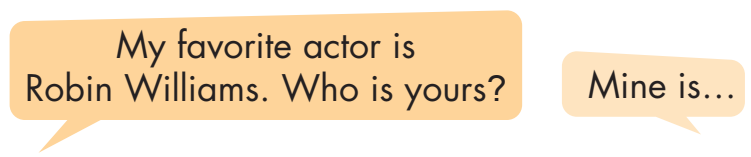 My favorite actor is
Robin Williams. Who is yours?
Mine is...